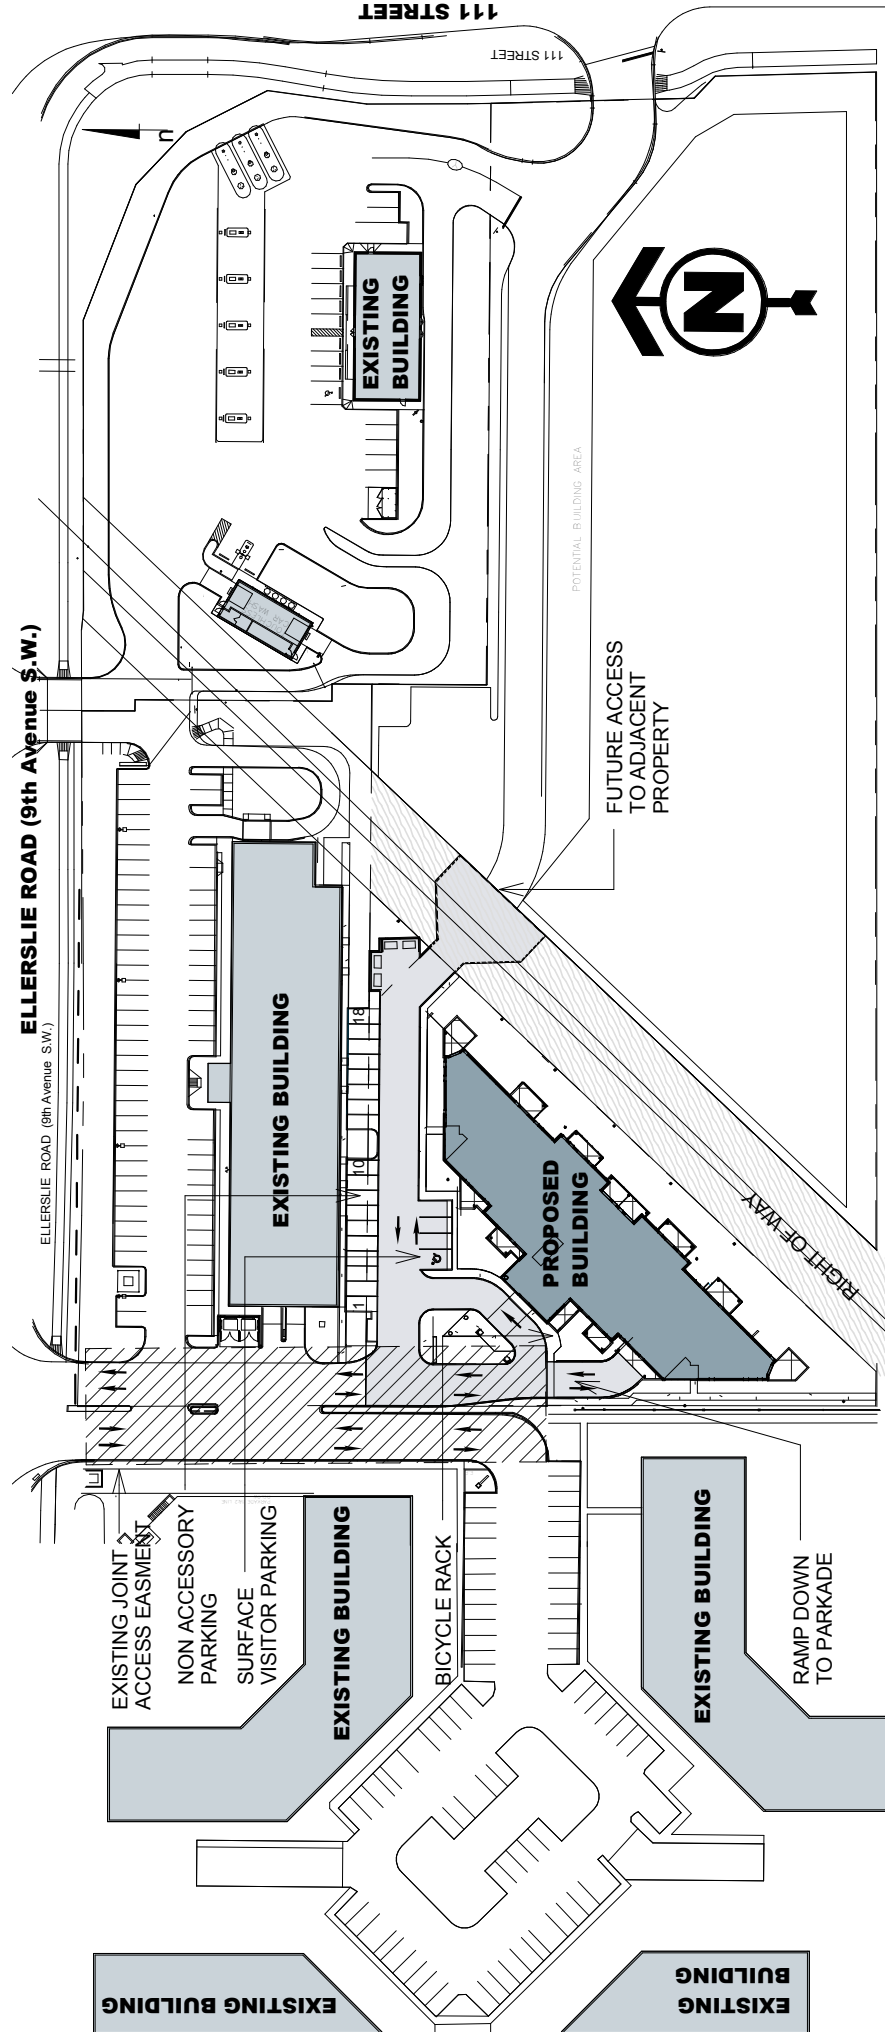 111 STREET
111 STREET
n
N
ELLERSLIE ROAD (9th Avenue S.W.)
ELLERSLIE ROAD (9th Avenue S.W.)
EXISTING
BUILDING
POTENTIAL BUILDING AREA
FUTURE ACCESS
TO ADJACENT
PROPERTY
EXISTING BUILDING
18
10
1
PROPOSED
BUILDING
RIGHT OF WAY
EXISTING JOINT
ACCESS EASMENT
NON ACCESSORY
PARKING
SURFACE
VISITOR PARKING
BICYCLE RACK
RAMP DOWN
TO PARKADE
EXISTING BUILDING
EXISTING BUILDING
EXISTING BUILDING
EXISTING
BUILDING